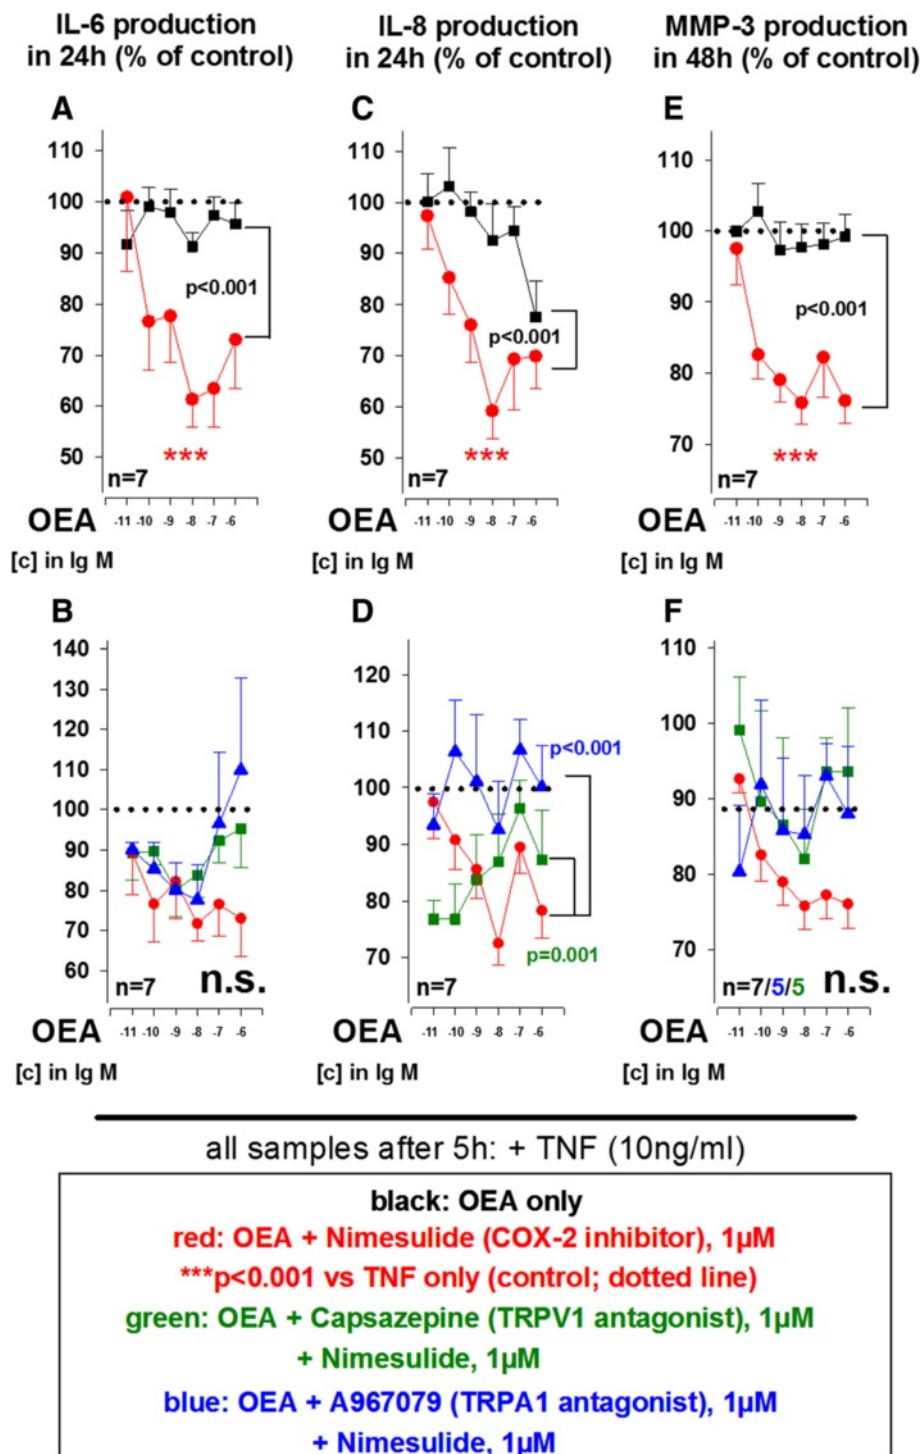 IL-6 production
in 24h (% of control)
IL-8 production
in 24h (% of control)
MMP-3 production
in 48h (% of control)
A
110
100
90
80
70
60
50
p<0.001
***
n=7
OEA
-11 -10 -9 -8 -7 -6
[c] in lg M
C
110
100
90
80
70
60
50
p<0.001
***
n=7
OEA
-11 -10 -9 -8 -7 -6
[c] in lg M
E
110
100
90
80
70
p<0.001
***
n=7
OEA
-11 -10 -9 -8 -7 -6
[c] in lg M
B
140
130
120
110
100
90
80
70
60
n=7
n.s.
OEA
-11 -10 -9 -8 -7 -6
[c] in lg M
D
120
110
100
90
80
70
p<0.001
p=0.001
n=7
OEA
-11 -10 -9 -8 -7 -6
[c] in lg M
F
110
100
90
80
70
n=7/5/5
n.s.
OEA
-11 -10 -9 -8 -7 -6
[c] in lg M
all samples after 5h: + TNF (10ng/ml)
black: OEA only
red: OEA + Nimesulide (COX-2 inhibitor), 1µM
***p<0.001 vs TNF only (control; dotted line)
green: OEA + Capsazepine (TRPV1 antagonist), 1µM
+ Nimesulide, 1µM
blue: OEA + A967079 (TRPA1 antagonist), 1µM
+ Nimesulide, 1µM